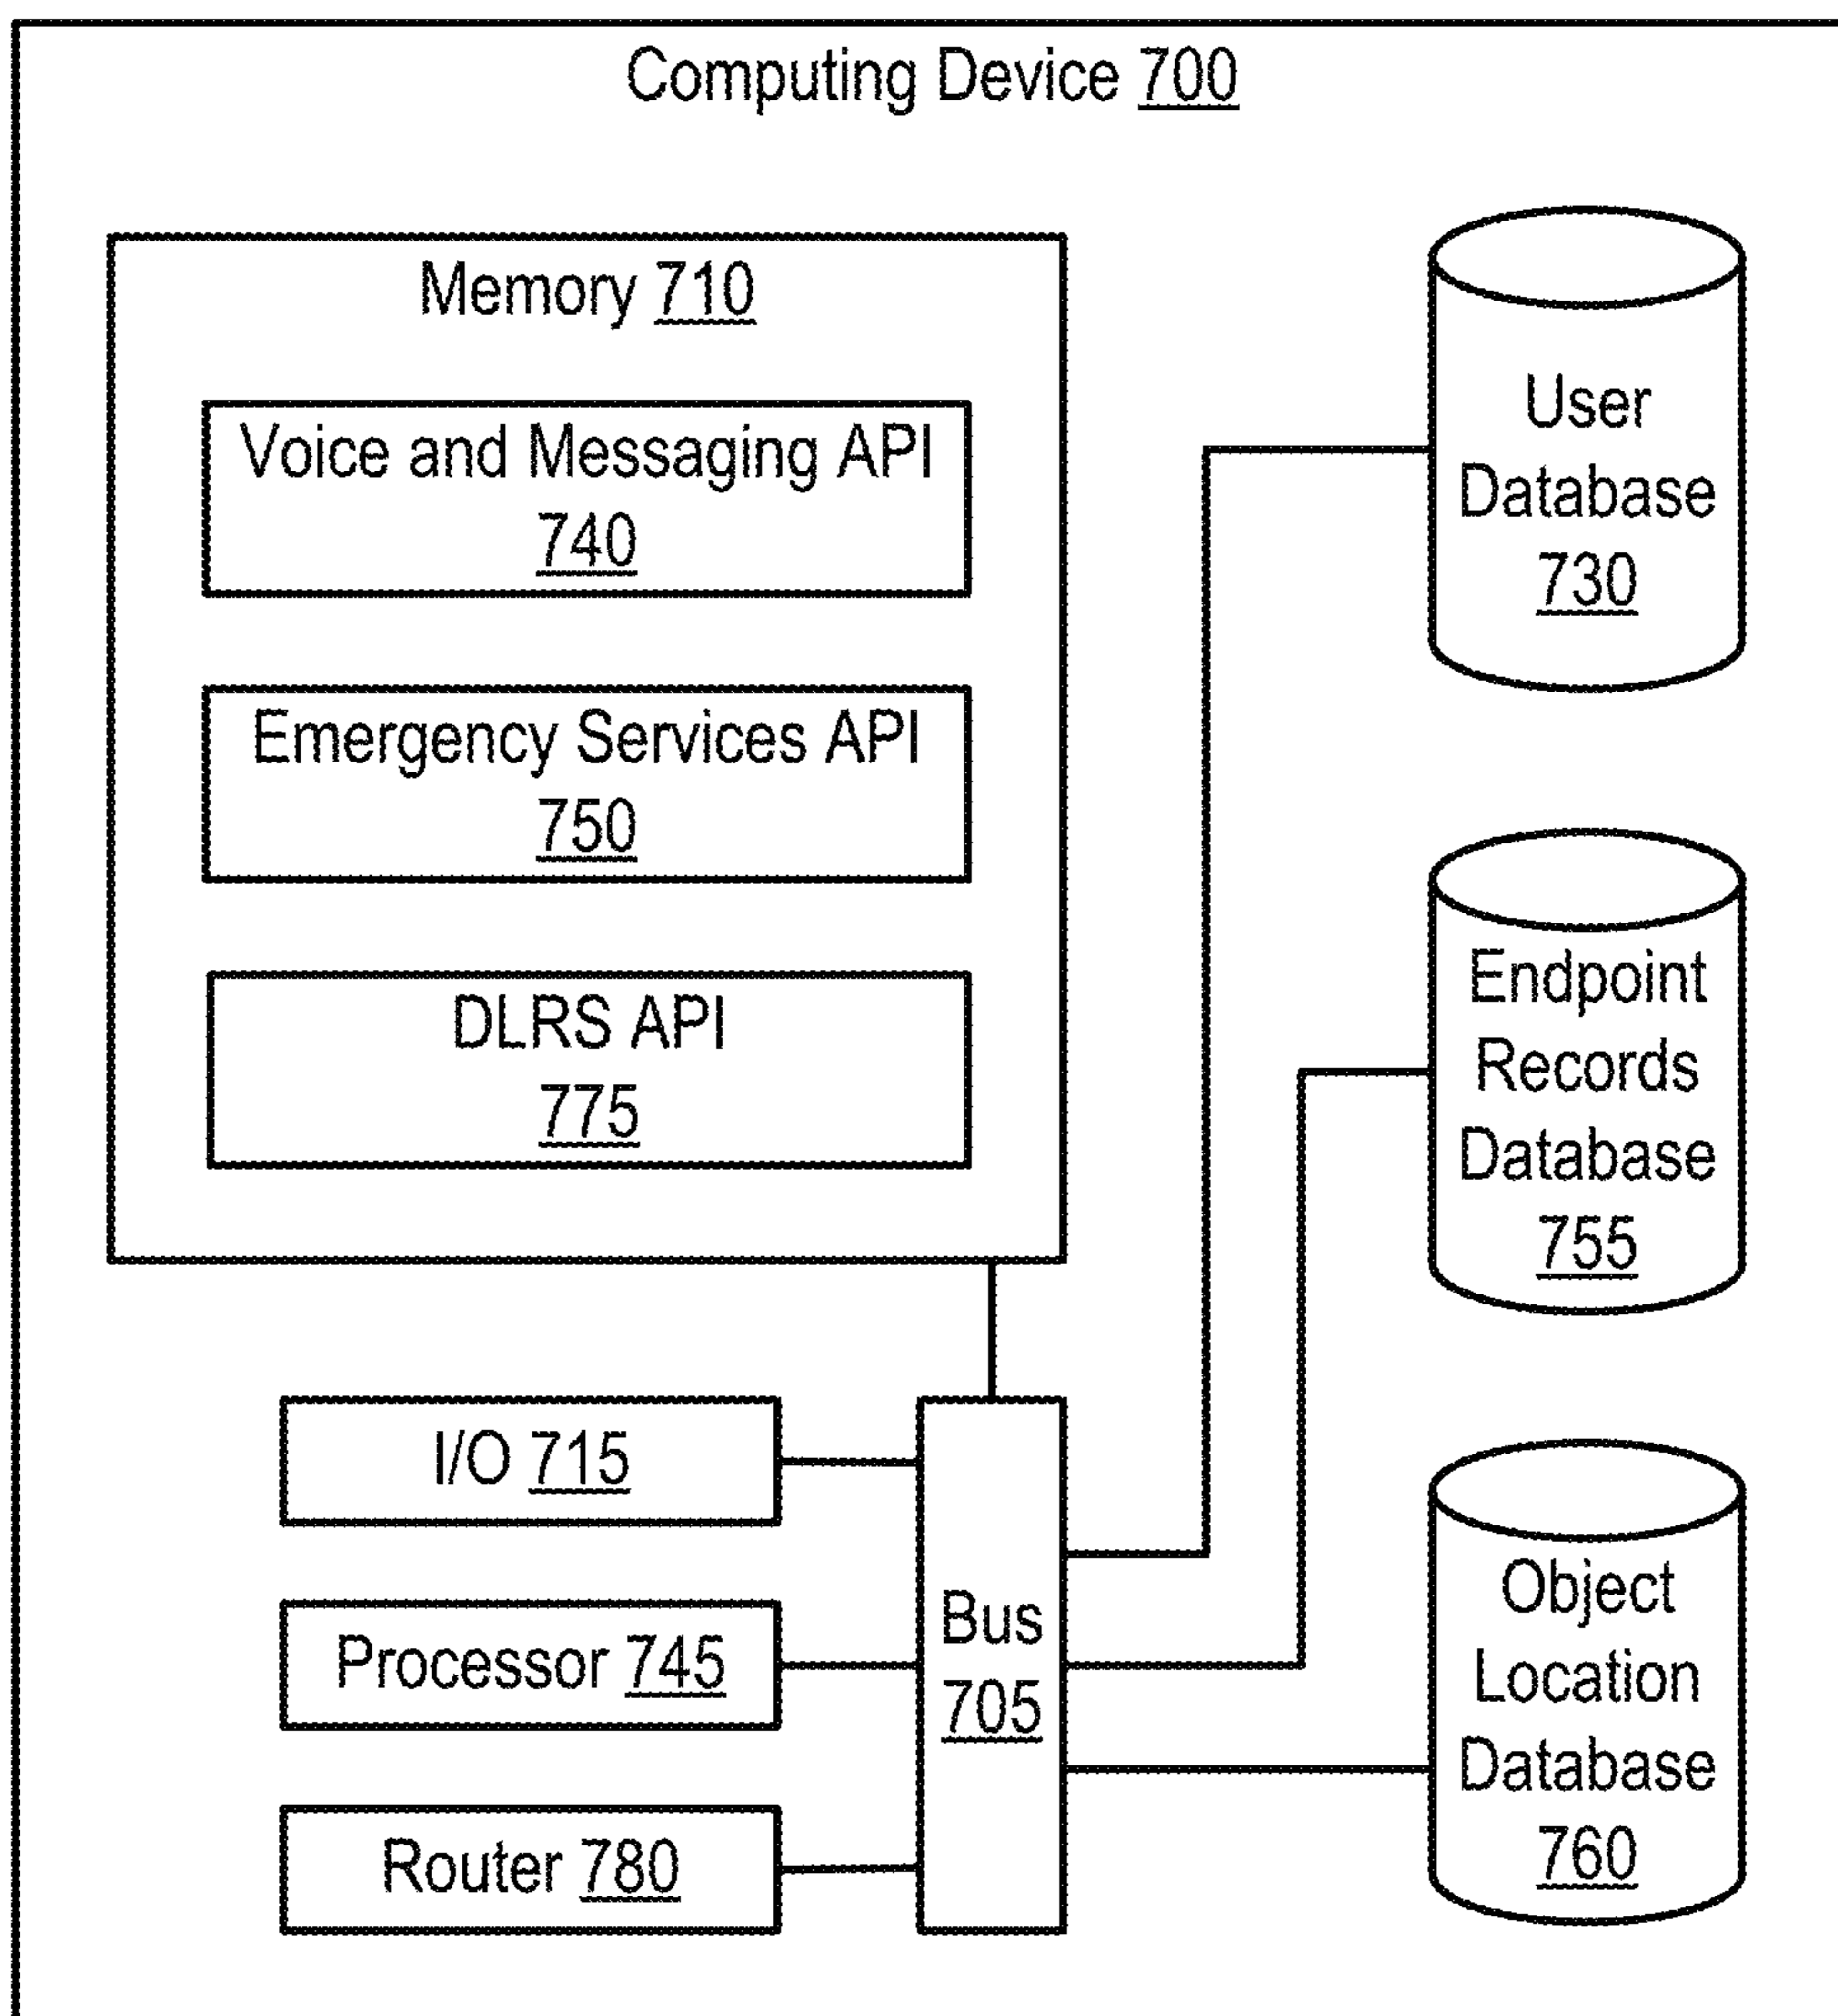 Computing Device 700
Memory 710
Voice and Messaging API
740
Emergency Services API
750
DLRS API
775
I/O 715
Processor 745
Router 780
Bus
705
User
Database
730
Endpoint
Records
Database
755
Object
Location
Database
760